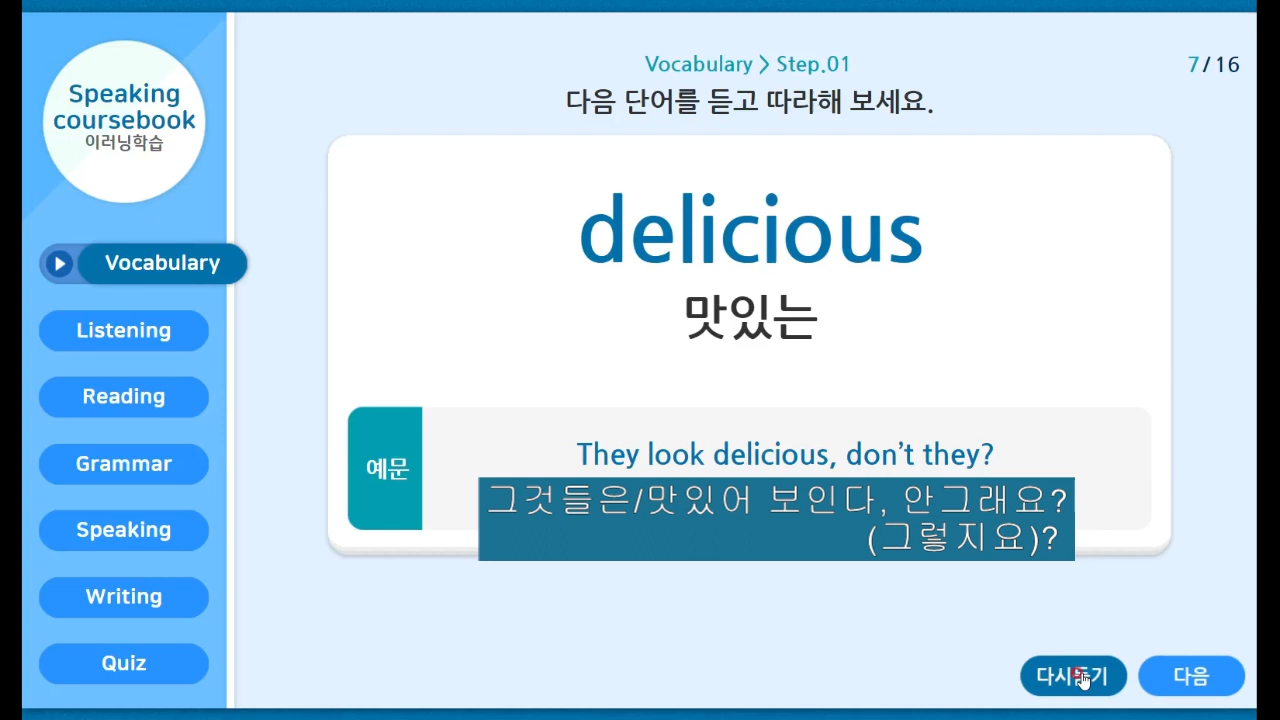 Speaking
coursebook
이러닝학습
Vocabulary
Listening
Reading
Grammar
Speaking
Writing
Quiz
Vocabulary > Step.01
7/16
다음 단어를 듣고 따라해 보세요.
delicious
맛있는
예문
They look delicious, don't they?
그것들은/맛있어 보인다, 안그래요?
(그렇지요)?
다시듣기
다음